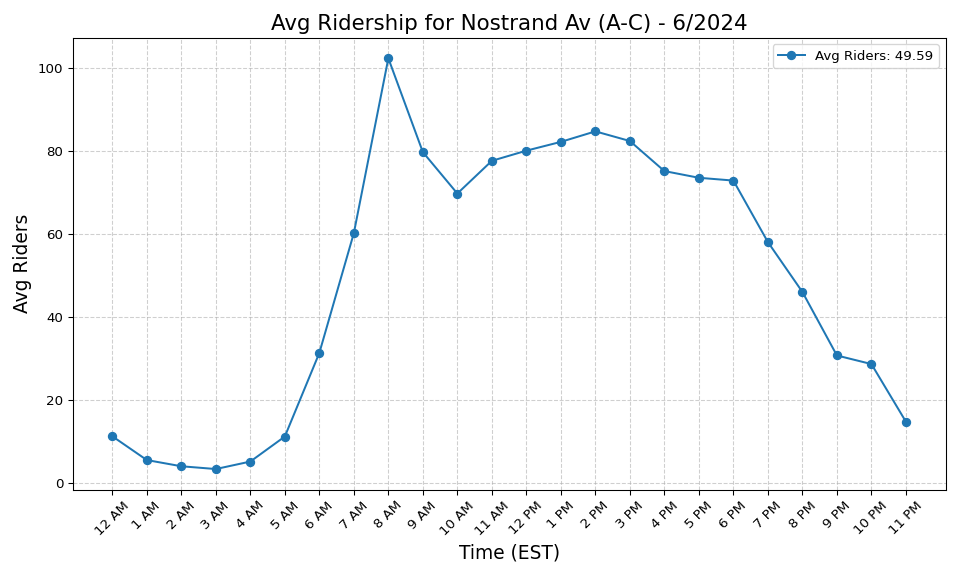 Avg Ridership for Nostrand Av (A-C) - 6/2024
Avg Riders: 49.59
Avg Riders
100
80
60
40
20
0
12 AM
1 AM
2 AM
3 AM
4 AM
5 AM
6 AM
7 AM
8 AM
9 AM
10 AM
11 AM
12 PM
1 PM
2 PM
3 PM
4 PM
5 PM
6 PM
7 PM
8 PM
9 PM
10 PM
11 PM
Time (EST)